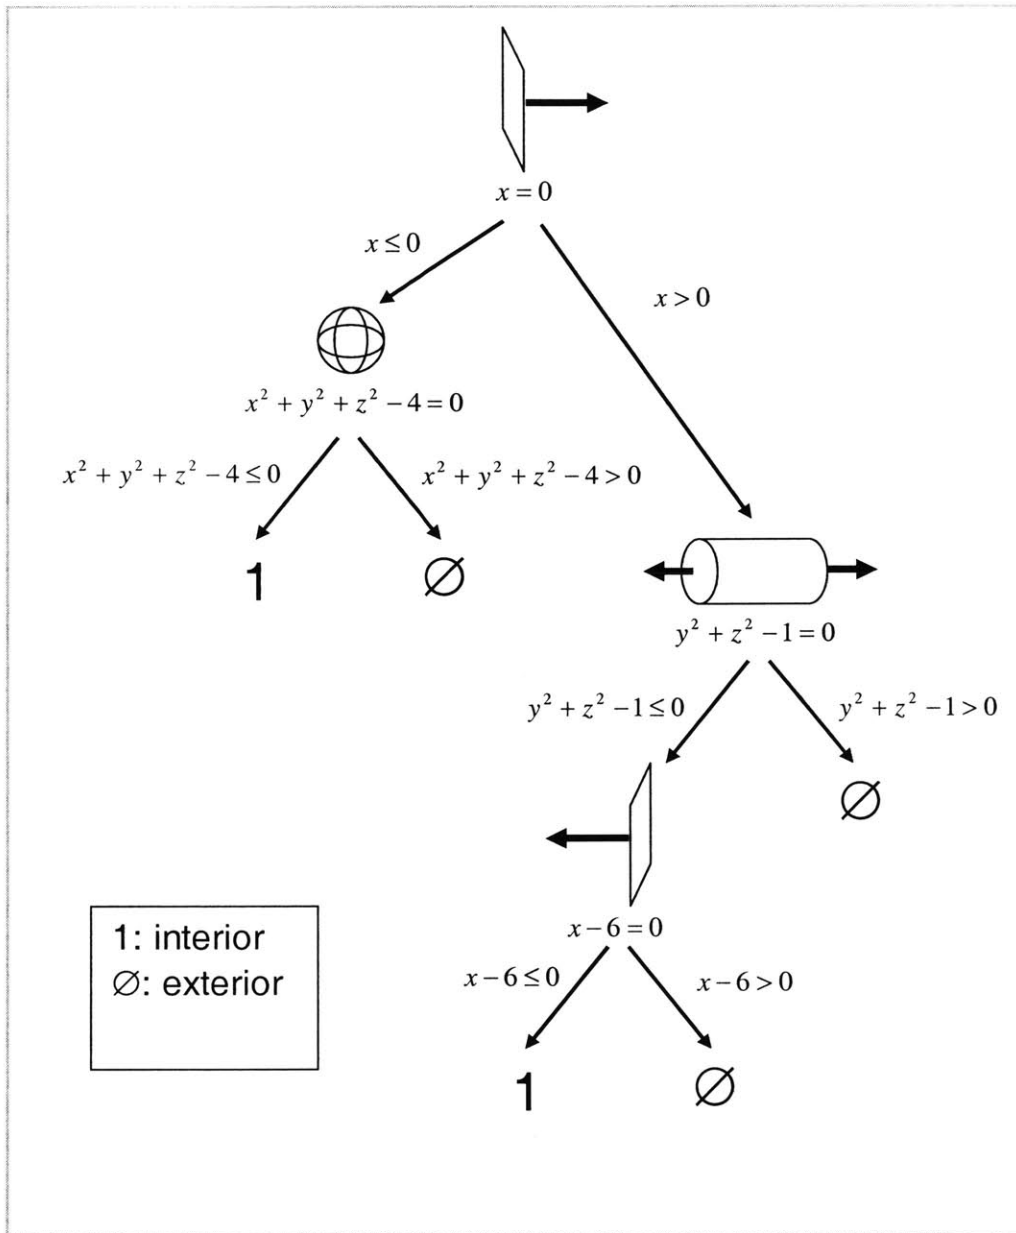 x = 0
x ≤ 0
x > 0
x² + y² + z² − 4 = 0
x² + y² + z² − 4 ≤ 0
x² + y² + z² − 4 > 0
1
∅
y² + z² − 1 = 0
y² + z² − 1 ≤ 0
y² + z² − 1 > 0
∅
x − 6 = 0
x − 6 ≤ 0
x − 6 > 0
1
∅
1: interior
∅: exterior